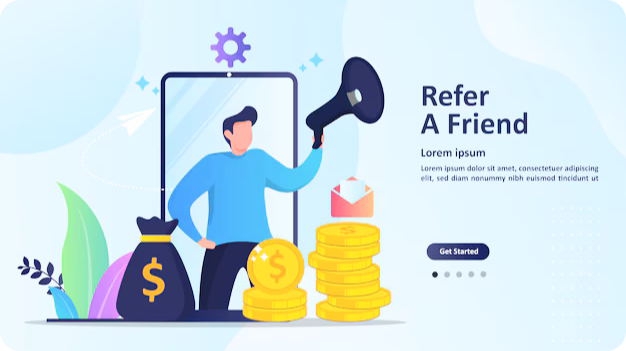 Refer
A Friend
Lorem ipsum
Lorem ipsum dolor sit amet, consectetuer adipiscing
elit, sed diam nonummy nibh euismod tincidunt ut
Get Started
$
$